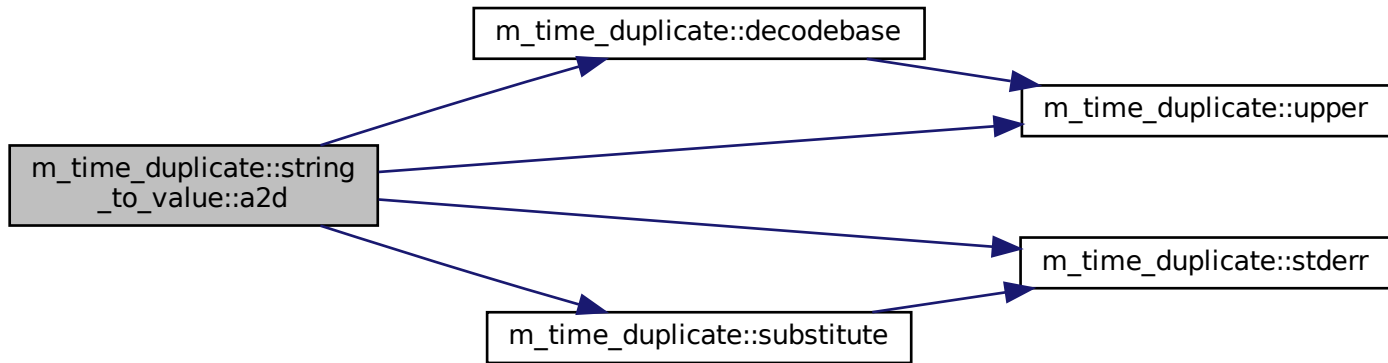 m_time_duplicate::decodebase
m_time_duplicate::upper
m_time_duplicate::string
_to_value::a2d
m_time_duplicate::stderr
m_time_duplicate::substitute